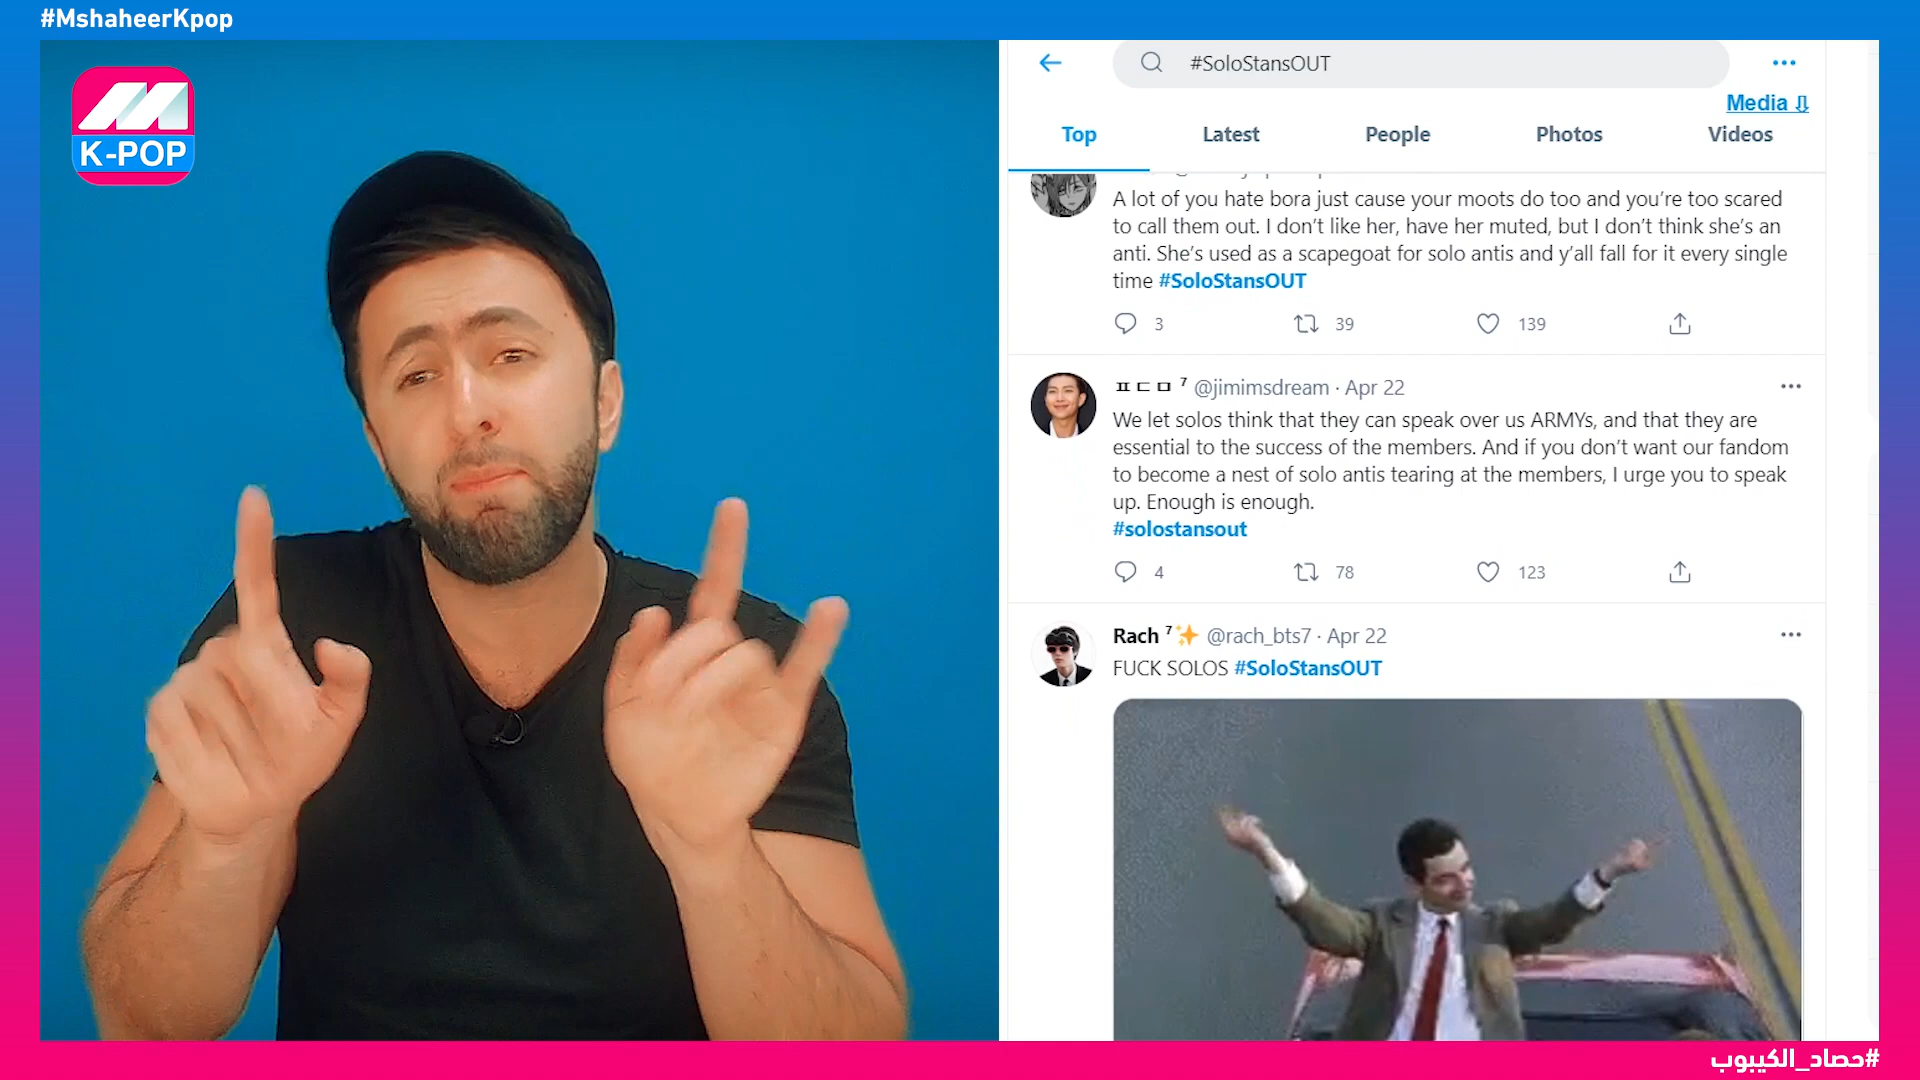 #MshaheerKpop
K-POP
#SoloStansOUT
Media ⇩
Top Latest People Photos Videos
A lot of you hate bora just cause your moots do too and you’re too scared
to call them out. I don’t like her, have her muted, but I don’t think she’s an
anti. She’s used as a scapegoat for solo antis and y’all fall for it every single
time #SoloStansOUT
3 39 139
ㅍㄷㅁ ⁷ @jimimsdream · Apr 22
We let solos think that they can speak over us ARMYs, and that they are
essential to the success of the members. And if you don’t want our fandom
to become a nest of solo antis tearing at the members, I urge you to speak
up. Enough is enough.
#solostansout
4 78 123
Rach ⁷✨ @rach_bts7 · Apr 22
FUCK SOLOS #SoloStansOUT
#حصاد_الكيبوب